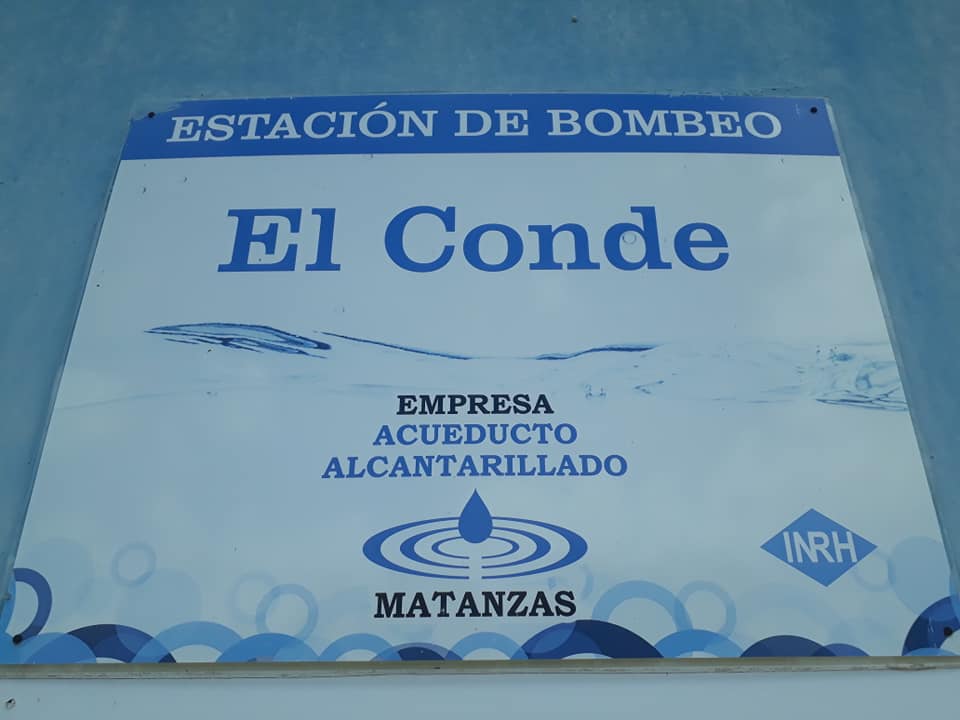 ESTACIÓN DE BOMBEO
El Conde
EMPRESA
ACUEDUCTO
ALCANTARILLADO
INRH
MATANZAS